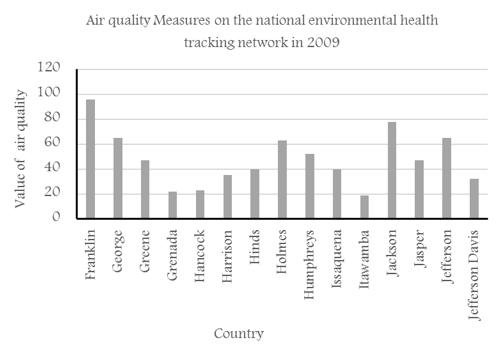 Air quality Measures on the national environmental health
tracking network in 2009
Value of air quality
120
100
80
60
40
20
0
Franklin
George
Greene
Grenada
Hancock
Harrison
Hinds
Holmes
Humphreys
Issaquena
Itawamba
Jackson
Jasper
Jefferson
Jefferson Davis
Country